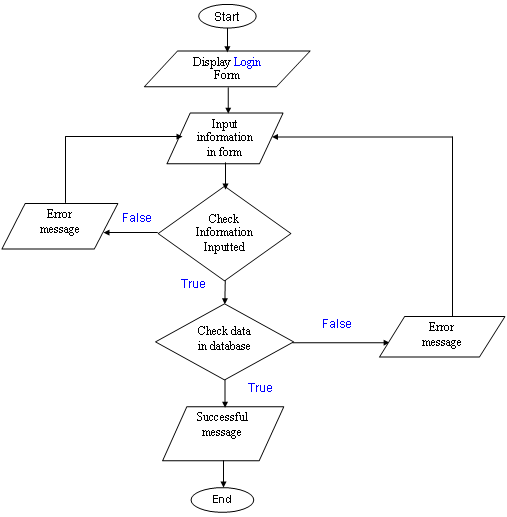 Start
Display Login
Form
Input
information
in form
Error
message
False
Check
Information
Inputted
True
Check data
in database
False
Error
message
True
Successful
message
End